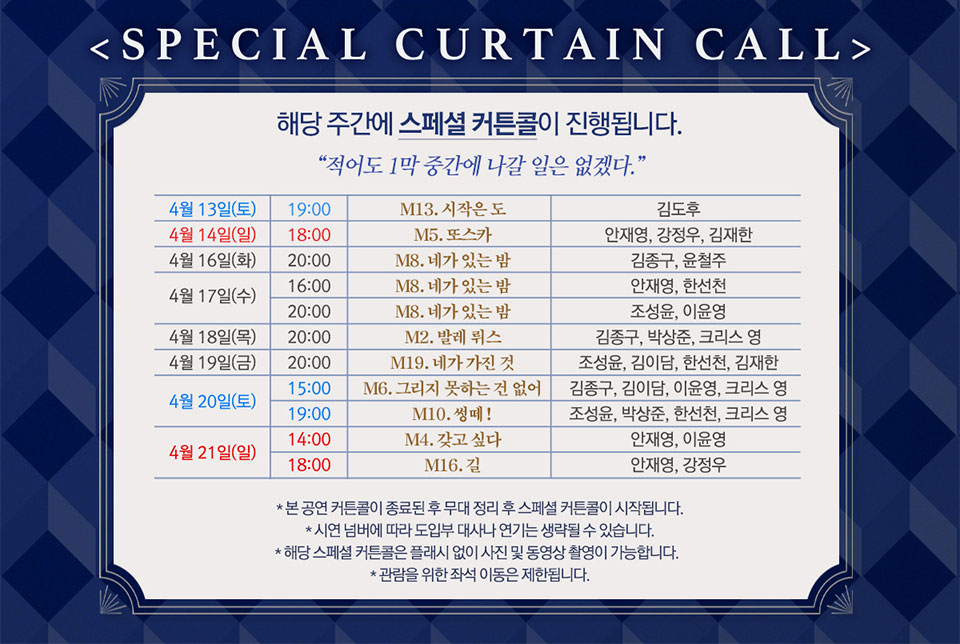 <SPECIAL CURTAIN CALL>
해당 주간에 스페셜 커튼콜이 진행됩니다.
“적어도 1막 중간에 나갈 일은 없겠다.”
4월 13일(토) 19:00 M13. 시작은 도 김도후
4월 14일(일) 18:00 M5. 또스카 안재영, 강정우, 김재한
4월 16일(화) 20:00 M8. 네가 있는 밤 김종구, 윤철주
4월 17일(수) 16:00 M8. 네가 있는 밤 안재영, 한선천
20:00 M8. 네가 있는 밤 조성윤, 이윤영
4월 18일(목) 20:00 M2. 발레 뤼스 김종구, 박상준, 크리스 영
4월 19일(금) 20:00 M19. 네가 가진 것 조성윤, 김이담, 한선천, 김재한
4월 20일(토) 15:00 M6. 그리지 못하는 건 없어 김종구, 김이담, 이윤영, 크리스 영
19:00 M10. 썽떼! 조성윤, 박상준, 한선천, 크리스 영
4월 21일(일) 14:00 M4. 갖고 싶다 안재영, 이윤영
18:00 M16. 길 안재영, 강정우
* 본 공연 커튼콜이 종료된 후 무대 정리 후 스페셜 커튼콜이 시작됩니다.
* 시연 넘버에 따라 도입부 대사나 연기는 생략될 수 있습니다.
* 해당 스페셜 커튼콜은 플래시 없이 사진 및 동영상 촬영이 가능합니다.
* 관람을 위한 좌석 이동은 제한됩니다.